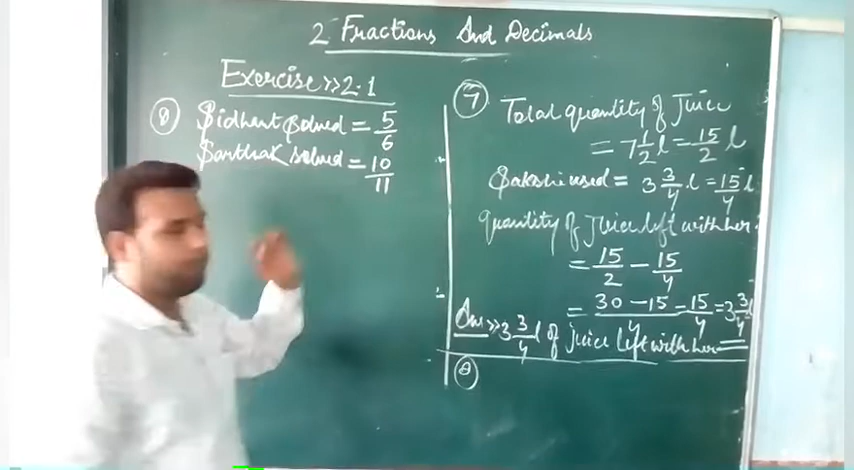 2 Fractions And Decimals
Exercise >> 2.1
8 Sidhant solved = 5/6
Sarthak solved = 10/11
7 Total quantity of Juice
= 7 1/2 l = 15/2 l
Sakshi used = 3 3/4 l = 15/4 l
quantity of Juice left with her:
= 15/2 - 15/4
= 30 - 15/4 = 15/4 = 3 3/4 l
Ans >> 3 3/4 l of juice left with her
8